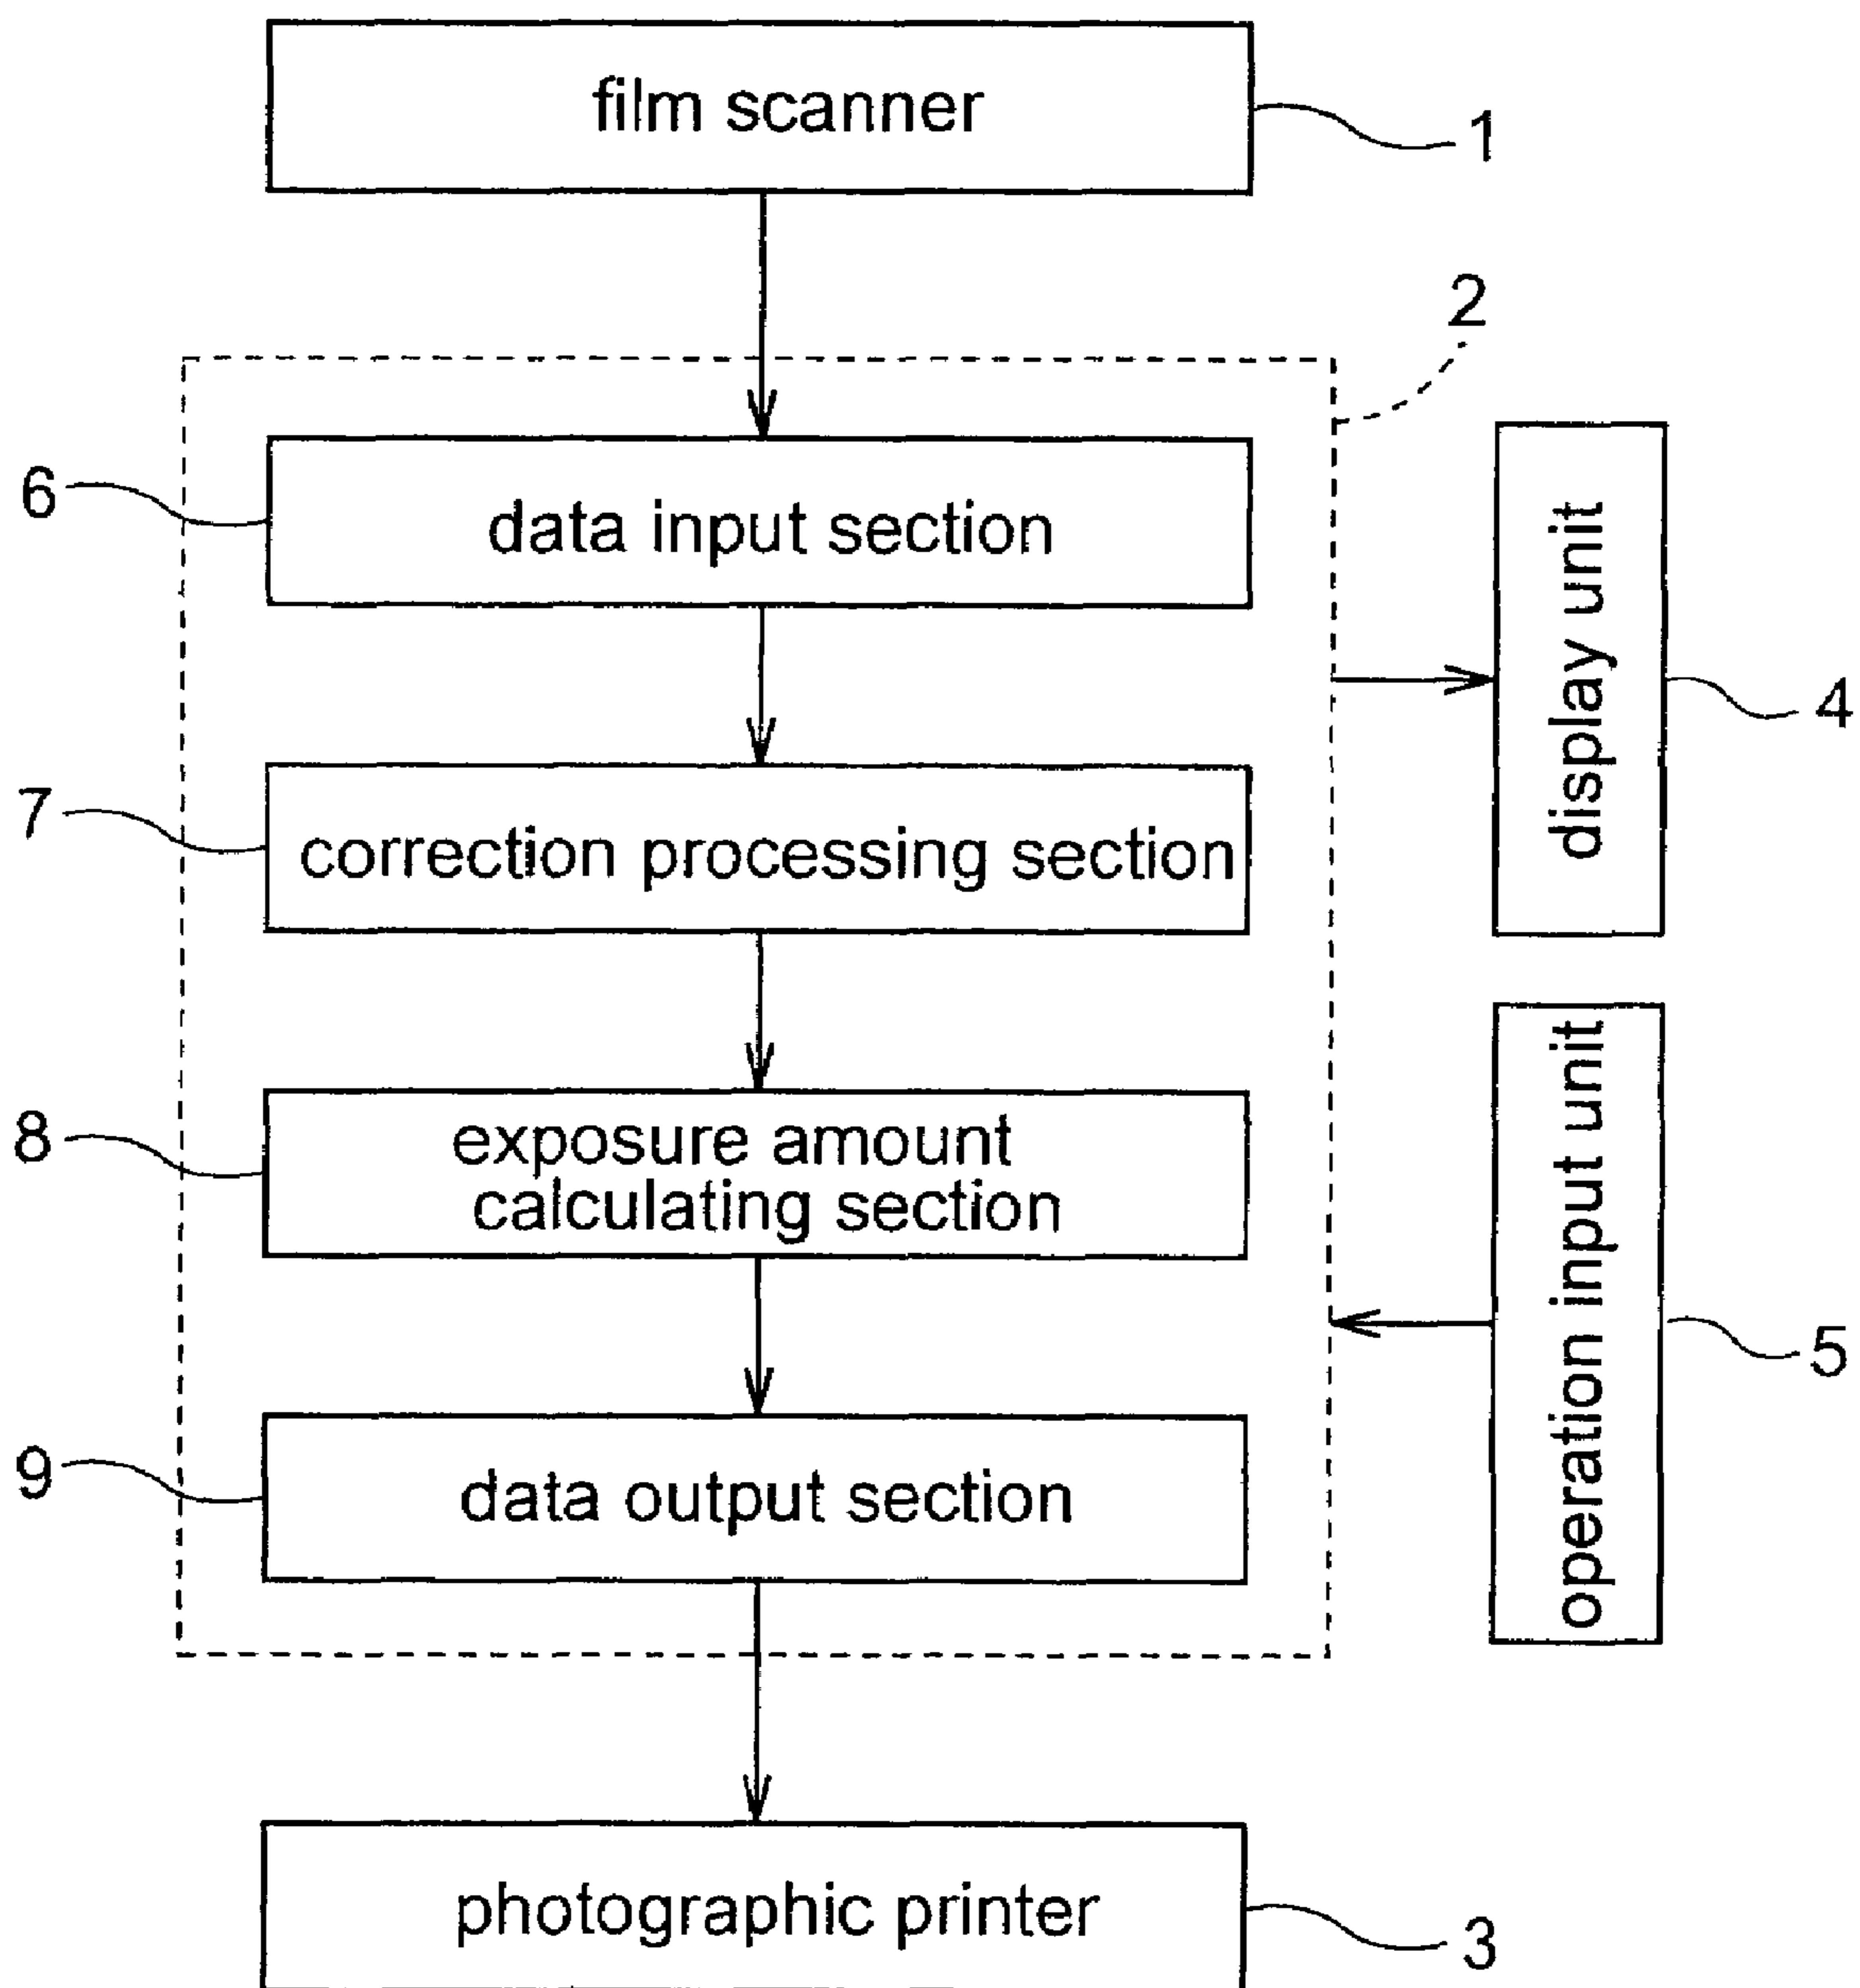 film scanner
1
2
6
data input section
display unit
4
7
correction processing section
8
exposure amount
calculating section
operation input unit
5
9
data output section
photographic printer
3